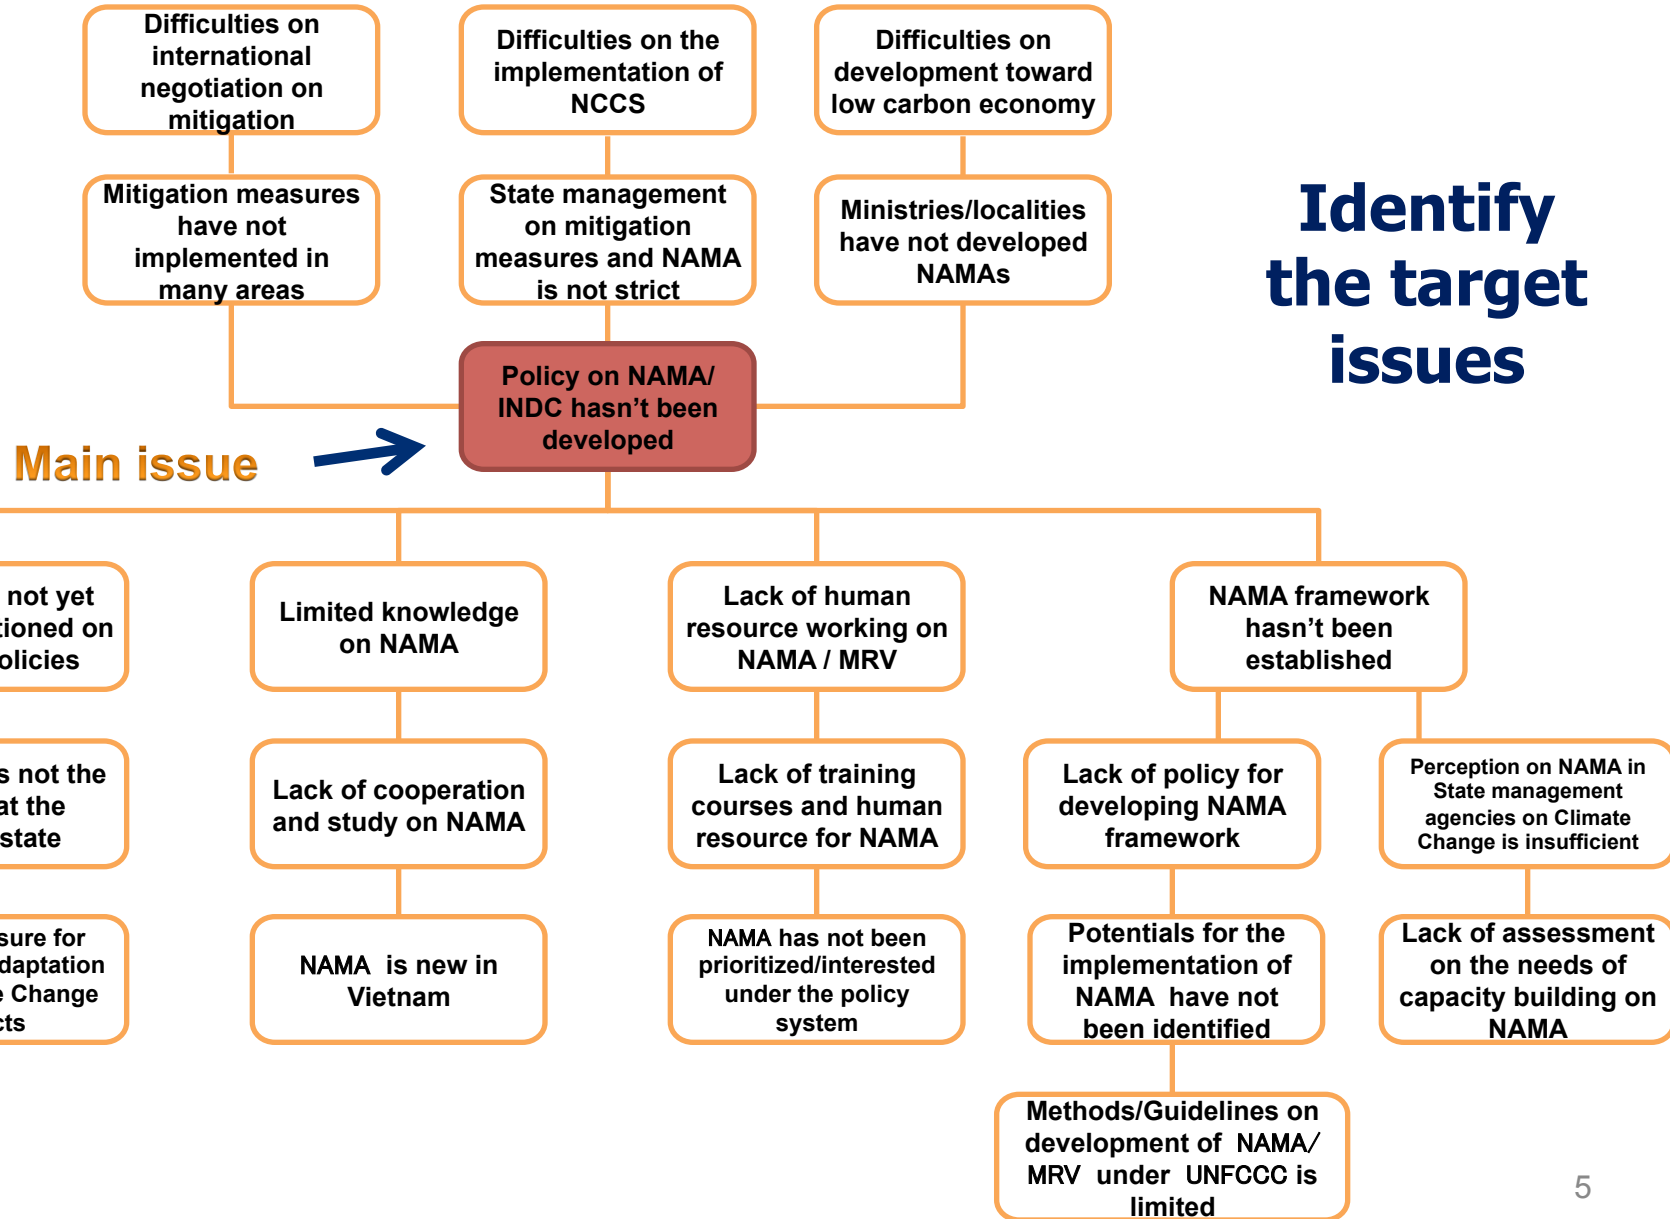 Difficulties on
international
negotiation on
mitigation
Difficulties on the
implementation of
NCCS
Difficulties on
development toward
low carbon economy
Mitigation measures
have not
implemented in
many areas
State management
on mitigation
measures and NAMA
is not strict
Ministries/localities
have not developed
NAMAs
Identify
the target
issues
Policy on NAMA/
INDC hasn't been
developed
Main issue
not yet
on
Limited knowledge
on NAMA
Lack of human
resource working on
NAMA / MRV
NAMA framework
hasn't been
established
not the
at the
state
Lack of cooperation
and study on NAMA
Lack of training
courses and human
resource for NAMA
Lack of policy for
developing NAMA
framework
Perception on NAMA in
State management
agencies on Climate
Change is insufficient
for
Change
NAMA is new in
Vietnam
NAMA has not been
prioritized/interested
under the policy
system
Potentials for the
implementation of
NAMA have not
been identified
Lack of assessment
on the needs of
capacity building on
NAMA
Methods/Guidelines on
development of NAMA/
MRV under UNFCCC is
limited
5